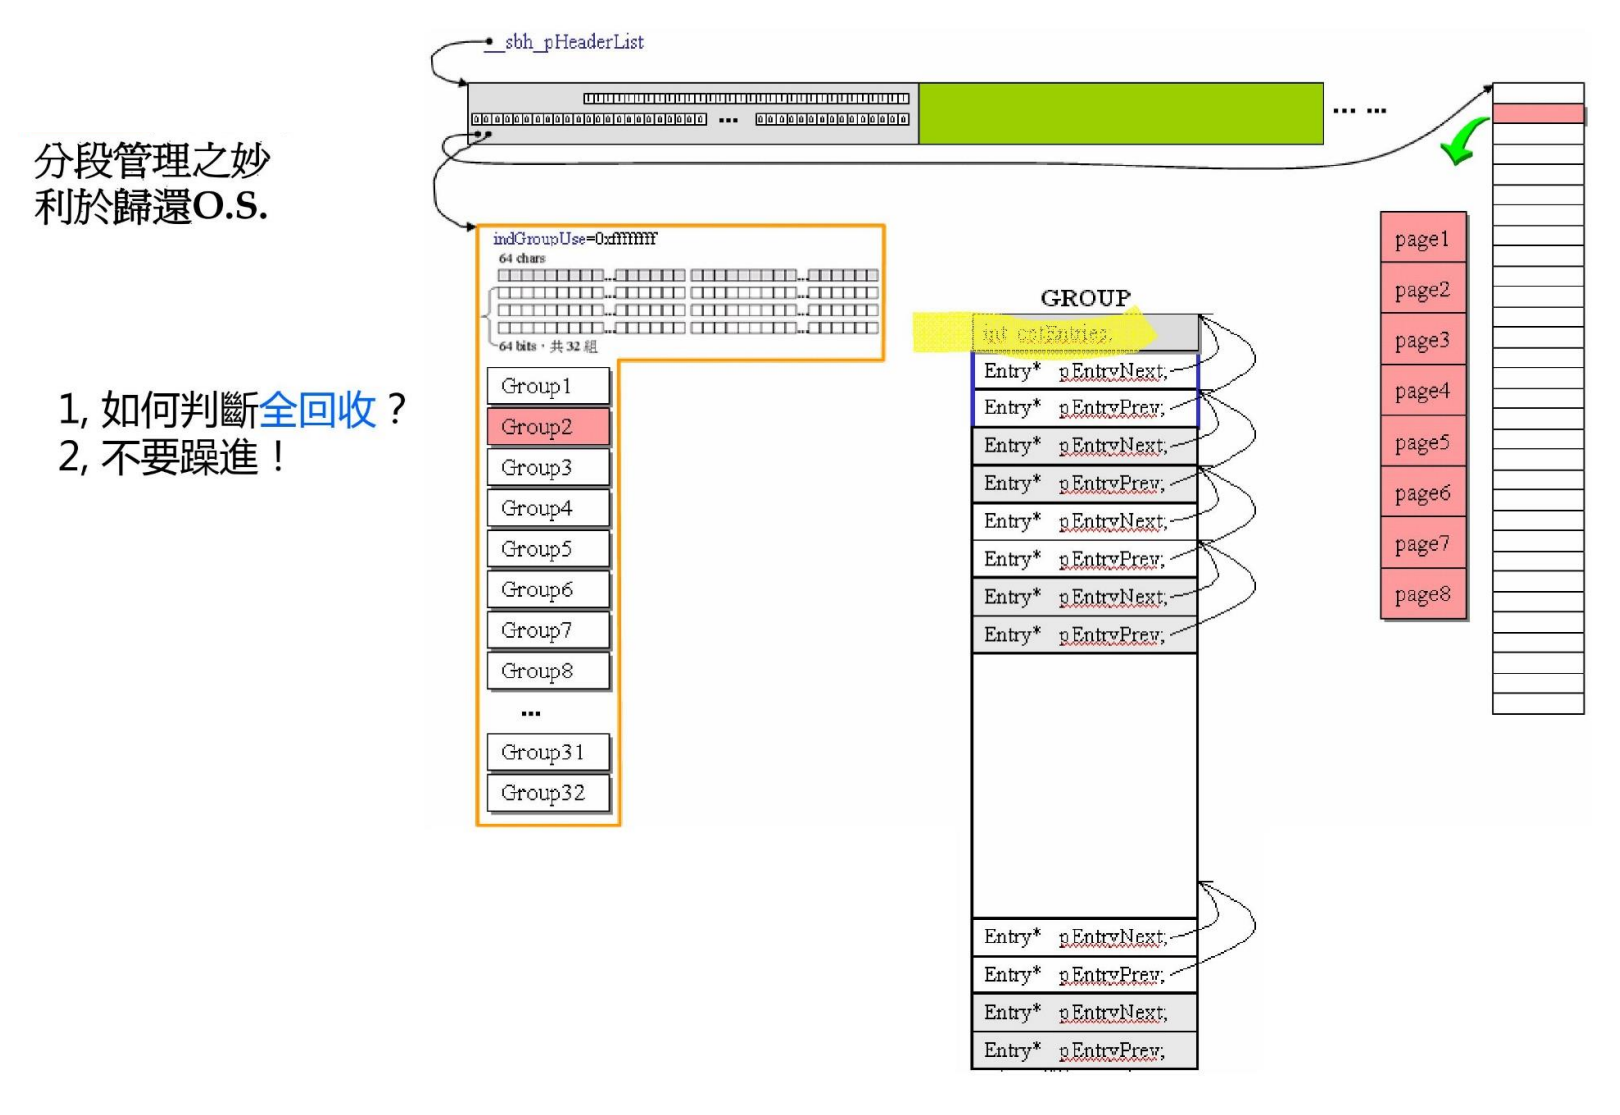 __sbh_pHeaderList
... ...
分段管理之妙
利於歸還O.S.
1, 如何判斷全回收？
2, 不要躁進！
indGroupUse=0xffffffff
64 chars
64 bits，共 32 組
Group1
Group2
Group3
Group4
Group5
Group6
Group7
Group8
...
Group31
Group32
GROUP
int cntEntries;
Entry* pEntryNext;
Entry* pEntryPrev;
Entry* pEntryNext;
Entry* pEntryPrev;
Entry* pEntryNext;
Entry* pEntryPrev;
Entry* pEntryNext;
Entry* pEntryPrev;
Entry* pEntryNext;
Entry* pEntryPrev;
Entry* pEntryNext;
Entry* pEntryPrev;
page1
page2
page3
page4
page5
page6
page7
page8